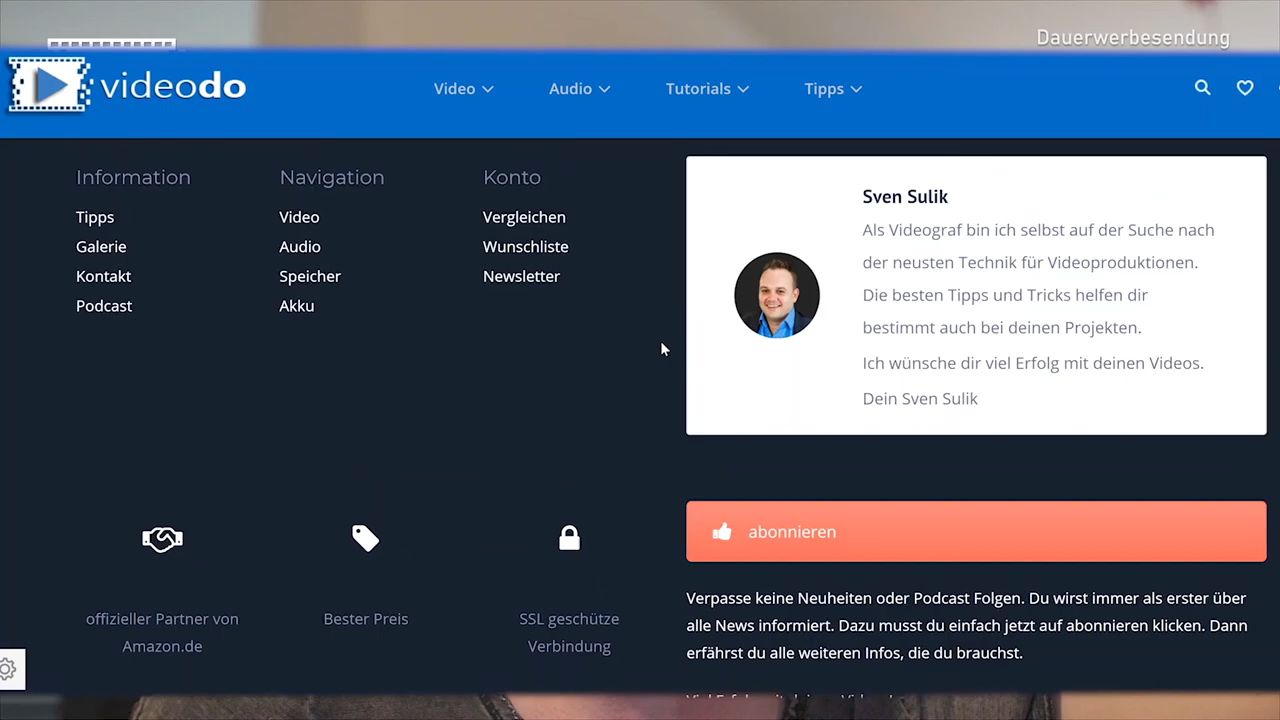 Dauerwerbesendung
videodo
Video
Audio
Tutorials
Tipps
Information
Tipps
Galerie
Kontakt
Podcast
Navigation
Video
Audio
Speicher
Akku
Konto
Vergleichen
Wunschliste
Newsletter
Sven Sulik
Als Videograf bin ich selbst auf der Suche nach
der neusten Technik für Videoproduktionen.
Die besten Tipps und Tricks helfen dir
bestimmt auch bei deinen Projekten.
Ich wünsche dir viel Erfolg mit deinen Videos.
Dein Sven Sulik
offizieller Partner von
Amazon.de
Bester Preis
SSL geschütze
Verbindung
abonnieren
Verpasse keine Neuheiten oder Podcast Folgen. Du wirst immer als erster über
alle News informiert. Dazu musst du einfach jetzt auf abonnieren klicken. Dann
erfährst du alle weiteren Infos, die du brauchst.